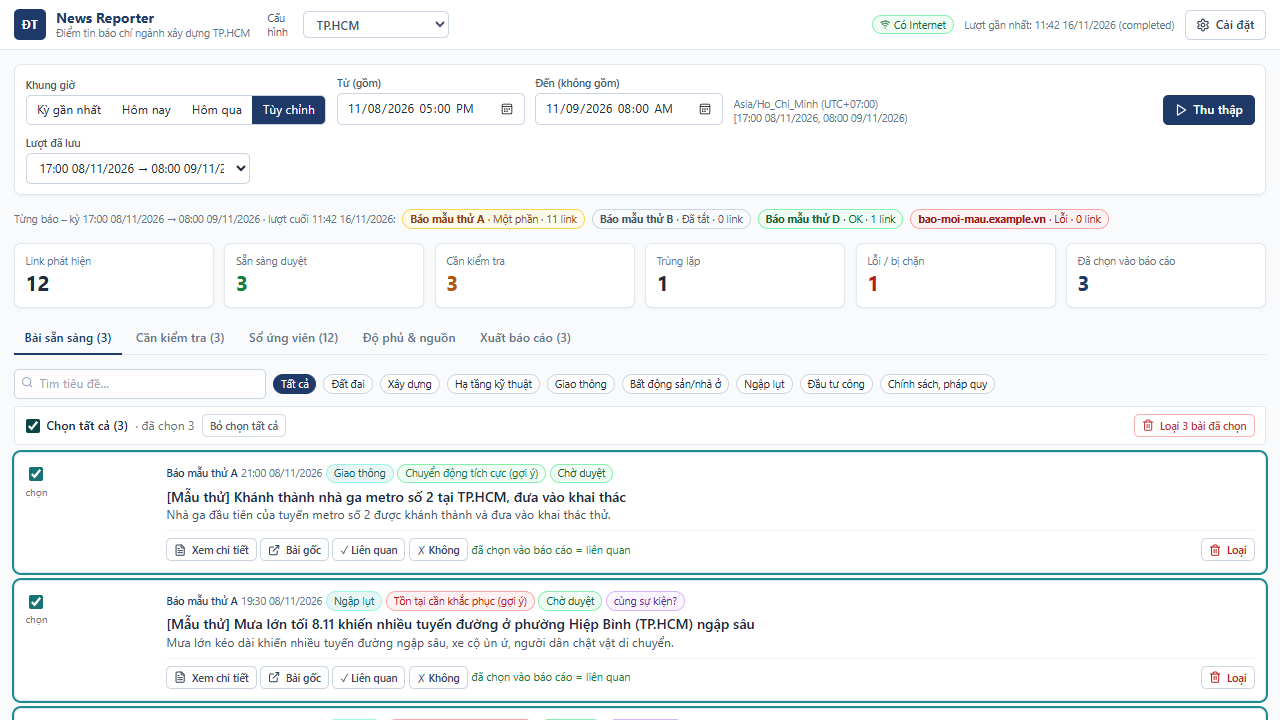 ĐT
News Reporter
Điểm tin báo chí ngành xây dựng TP.HCM
Cấu hình
TP.HCM
Có Internet
Lượt gần nhất: 11:42 16/11/2026 (completed)
Cài đặt
Khung giờ
Kỳ gần nhất
Hôm nay
Hôm qua
Tùy chỉnh
Từ (gồm)
11/08/2026 05:00 PM
Đến (không gồm)
11/09/2026 08:00 AM
Asia/Ho_Chi_Minh (UTC+07:00)
[17:00 08/11/2026, 08:00 09/11/2026)
Thu thập
Lượt đã lưu
17:00 08/11/2026 → 08:00 09/11/2
Từng báo – kỳ 17:00 08/11/2026 → 08:00 09/11/2026 · lượt cuối 11:42 16/11/2026:
Báo mẫu thử A · Một phần · 11 link
Báo mẫu thử B · Đã tắt · 0 link
Báo mẫu thử D · OK · 1 link
bao-moi-mau.example.vn · Lỗi · 0 link
Link phát hiện
12
Sẵn sàng duyệt
3
Cần kiểm tra
3
Trùng lặp
1
Lỗi / bị chặn
1
Đã chọn vào báo cáo
3
Bài sẵn sàng (3)
Cần kiểm tra (3)
Sổ ứng viên (12)
Độ phủ & nguồn
Xuất báo cáo (3)
Tìm tiêu đề...
Tất cả
Đất đai
Xây dựng
Hạ tầng kỹ thuật
Giao thông
Bất động sản/nhà ở
Ngập lụt
Đầu tư công
Chính sách, pháp quy
Chọn tất cả (3) · đã chọn 3
Bỏ chọn tất cả
Loại 3 bài đã chọn
chọn
Báo mẫu thử A 21:00 08/11/2026 Giao thông Chuyển động tích cực (gợi ý) Chờ duyệt
[Mẫu thử] Khánh thành nhà ga metro số 2 tại TP.HCM, đưa vào khai thác
Nhà ga đầu tiên của tuyến metro số 2 được khánh thành và đưa vào khai thác thử.
Xem chi tiết
Bài gốc
✓ Liên quan
✗ Không
đã chọn vào báo cáo = liên quan
Loại
chọn
Báo mẫu thử A 19:30 08/11/2026 Ngập lụt Tồn tại cần khắc phục (gợi ý) Chờ duyệt cùng sự kiện?
[Mẫu thử] Mưa lớn tối 8.11 khiến nhiều tuyến đường ở phường Hiệp Bình (TP.HCM) ngập sâu
Mưa lớn kéo dài khiến nhiều tuyến đường ngập sâu, xe cộ ùn ứ, người dân chật vật di chuyển.
Xem chi tiết
Bài gốc
✓ Liên quan
✗ Không
đã chọn vào báo cáo = liên quan
Loại